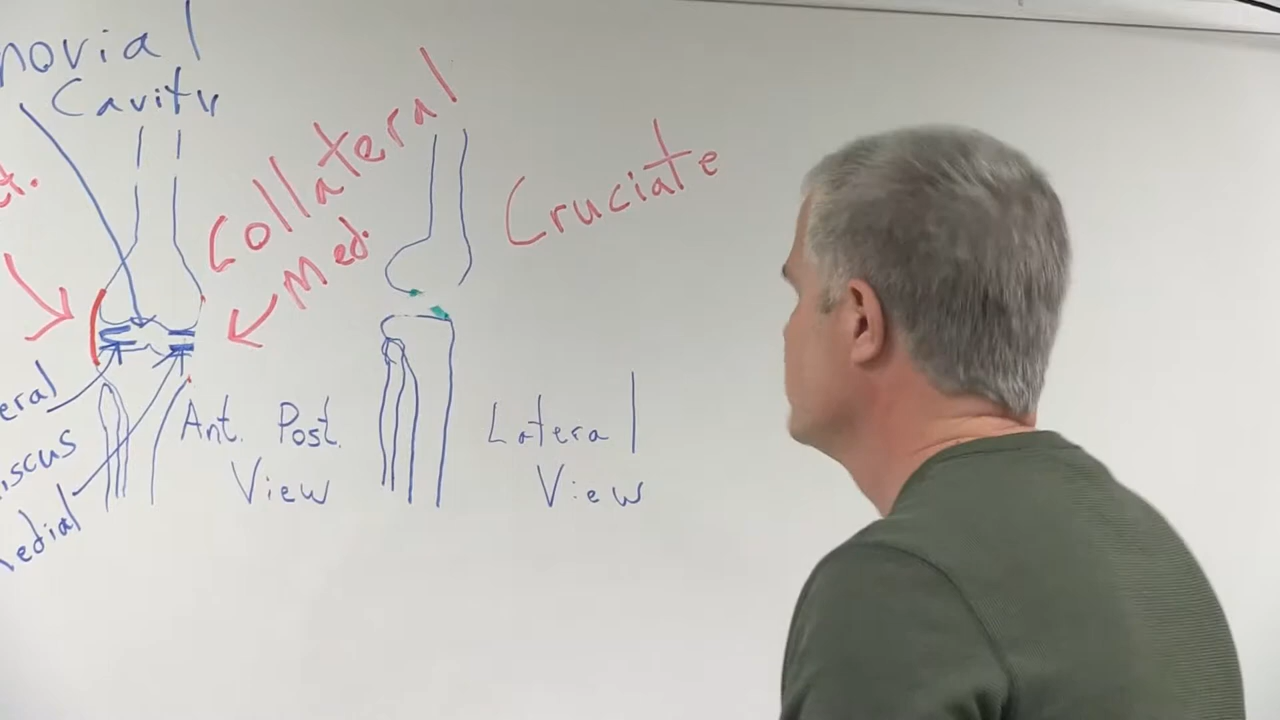 novial
Cavity
Collateral
Med.
Cruciate
t.
eral
iscus
edial
Ant. Post.
View
Lateral
View